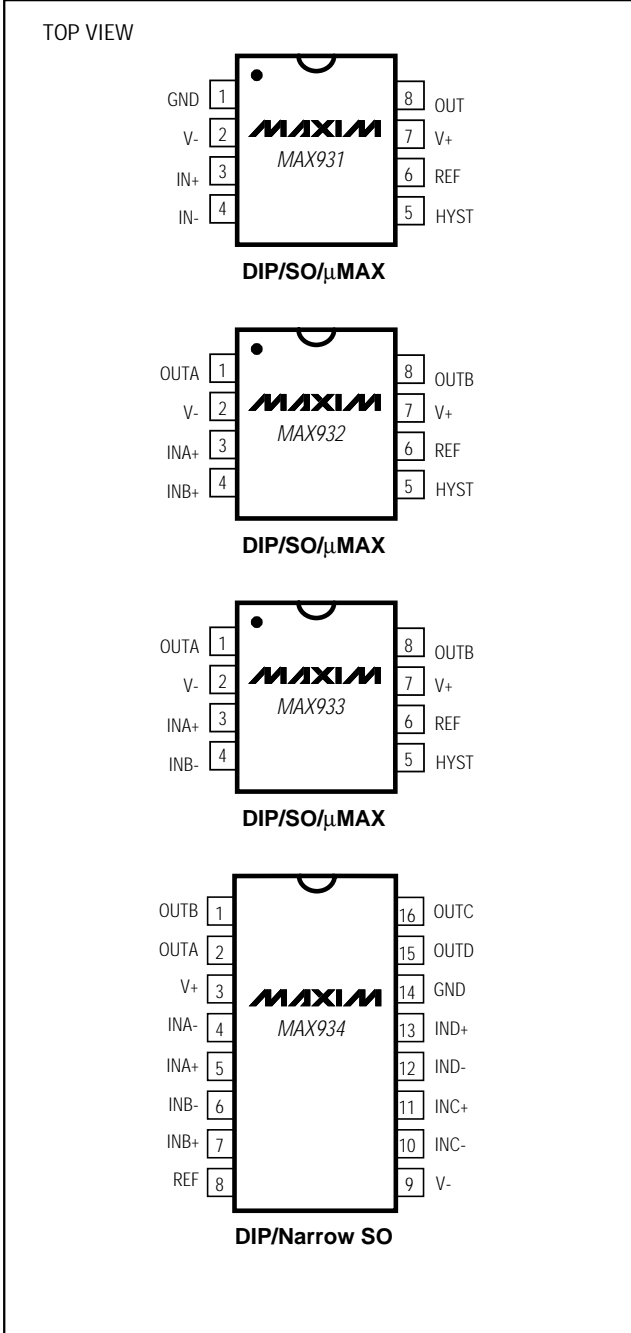 TOP VIEW
GND 1 8 OUT
V- 2 MAXIM 7 V+
IN+ 3 MAX931 6 REF
IN- 4 5 HYST
DIP/SO/µMAX
OUTA 1 8 OUTB
V- 2 MAXIM 7 V+
INA+ 3 MAX932 6 REF
INB+ 4 5 HYST
DIP/SO/µMAX
OUTA 1 8 OUTB
V- 2 MAXIM 7 V+
INA+ 3 MAX933 6 REF
INB- 4 5 HYST
DIP/SO/µMAX
OUTB 1 16 OUTC
OUTA 2 15 OUTD
V+ 3 MAXIM 14 GND
INA- 4 MAX934 13 IND+
INA+ 5 12 IND-
INB- 6 11 INC+
INB+ 7 10 INC-
REF 8 9 V-
DIP/Narrow SO